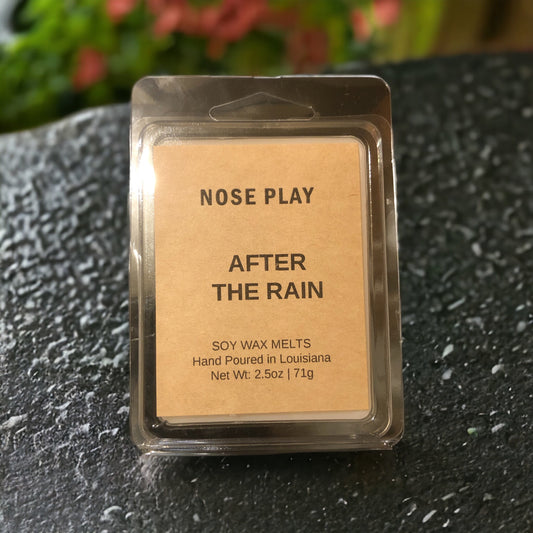 NOSE PLAY
AFTER
THE RAIN
SOY WAX MELTS
Hand Poured in Louisiana
Net Wt: 2.5oz | 71g